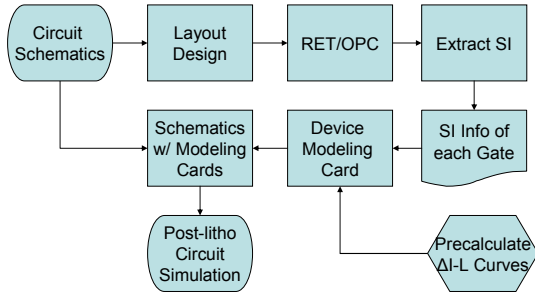 Circuit
Schematics
Layout
Design
RET/OPC
Extract SI
Schematics
w/ Modeling
Cards
Device
Modeling
Card
SI Info of
each Gate
Post-litho
Circuit
Simulation
Precalculate
ΔI-L Curves